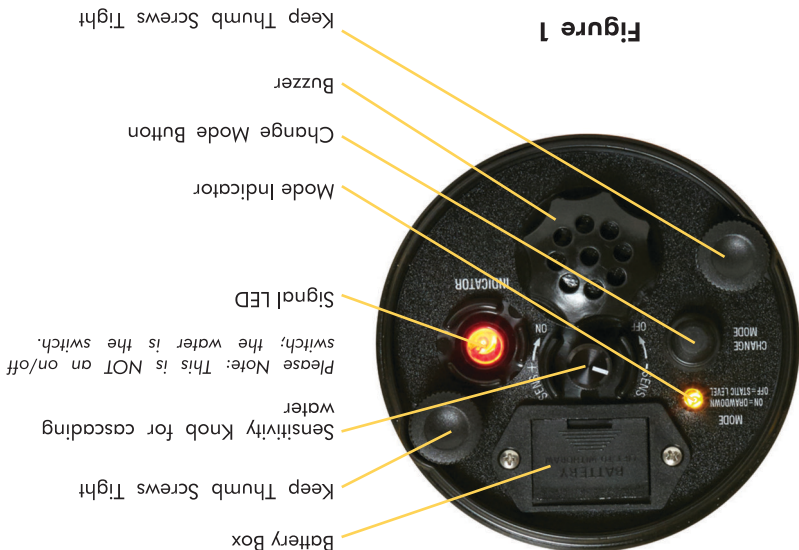 Battery Box
Keep Thumb Screws Tight
Sensitivity Knob for cascading
water
Please Note: This is NOT an on/off
switch; the water is the switch.
Signal LED
Mode Indicator
Change Mode Button
Buzzer
Keep Thumb Screws Tight
Figure 1
MODE
ON=DRAWDOWN
OFF=STATIC LEVEL
CHANGE
MODE
BATTERY
-SENS
SENS+
OFF
ON
INDICATOR